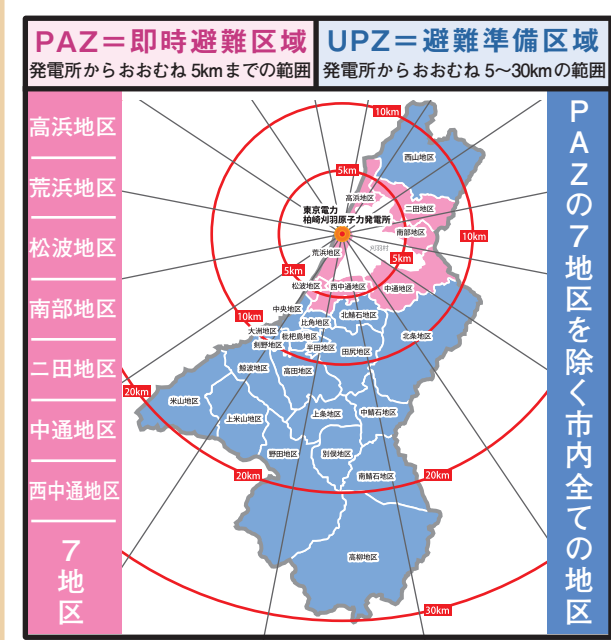 PAZ＝即時避難区域
発電所からおおむね5kmまでの範囲
UPZ＝避難準備区域
発電所からおおむね5〜30kmの範囲
高浜地区
荒浜地区
松波地区
南部地区
二田地区
中通地区
西中通地区
7地区
10km
西山地区
5km
高浜地区
二田地区
東京電力
柏崎刈羽原子力発電所
南部地区
10km
刈羽村
荒浜地区
5km
5km
松波地区
西中通地区
中通地区
中央地区
北鯖石地区
10km
比角地区
大洲地区
枇杷島地区
北条地区
剣野地区
半田地区
田尻地区
鯨波地区
高田地区
20km
米山地区
上米山地区
上条地区
中鯖石地区
野田地区
別俣地区
20km
20km
南鯖石地区
高柳地区
30km
PAZの7地区を除く市内全ての地区